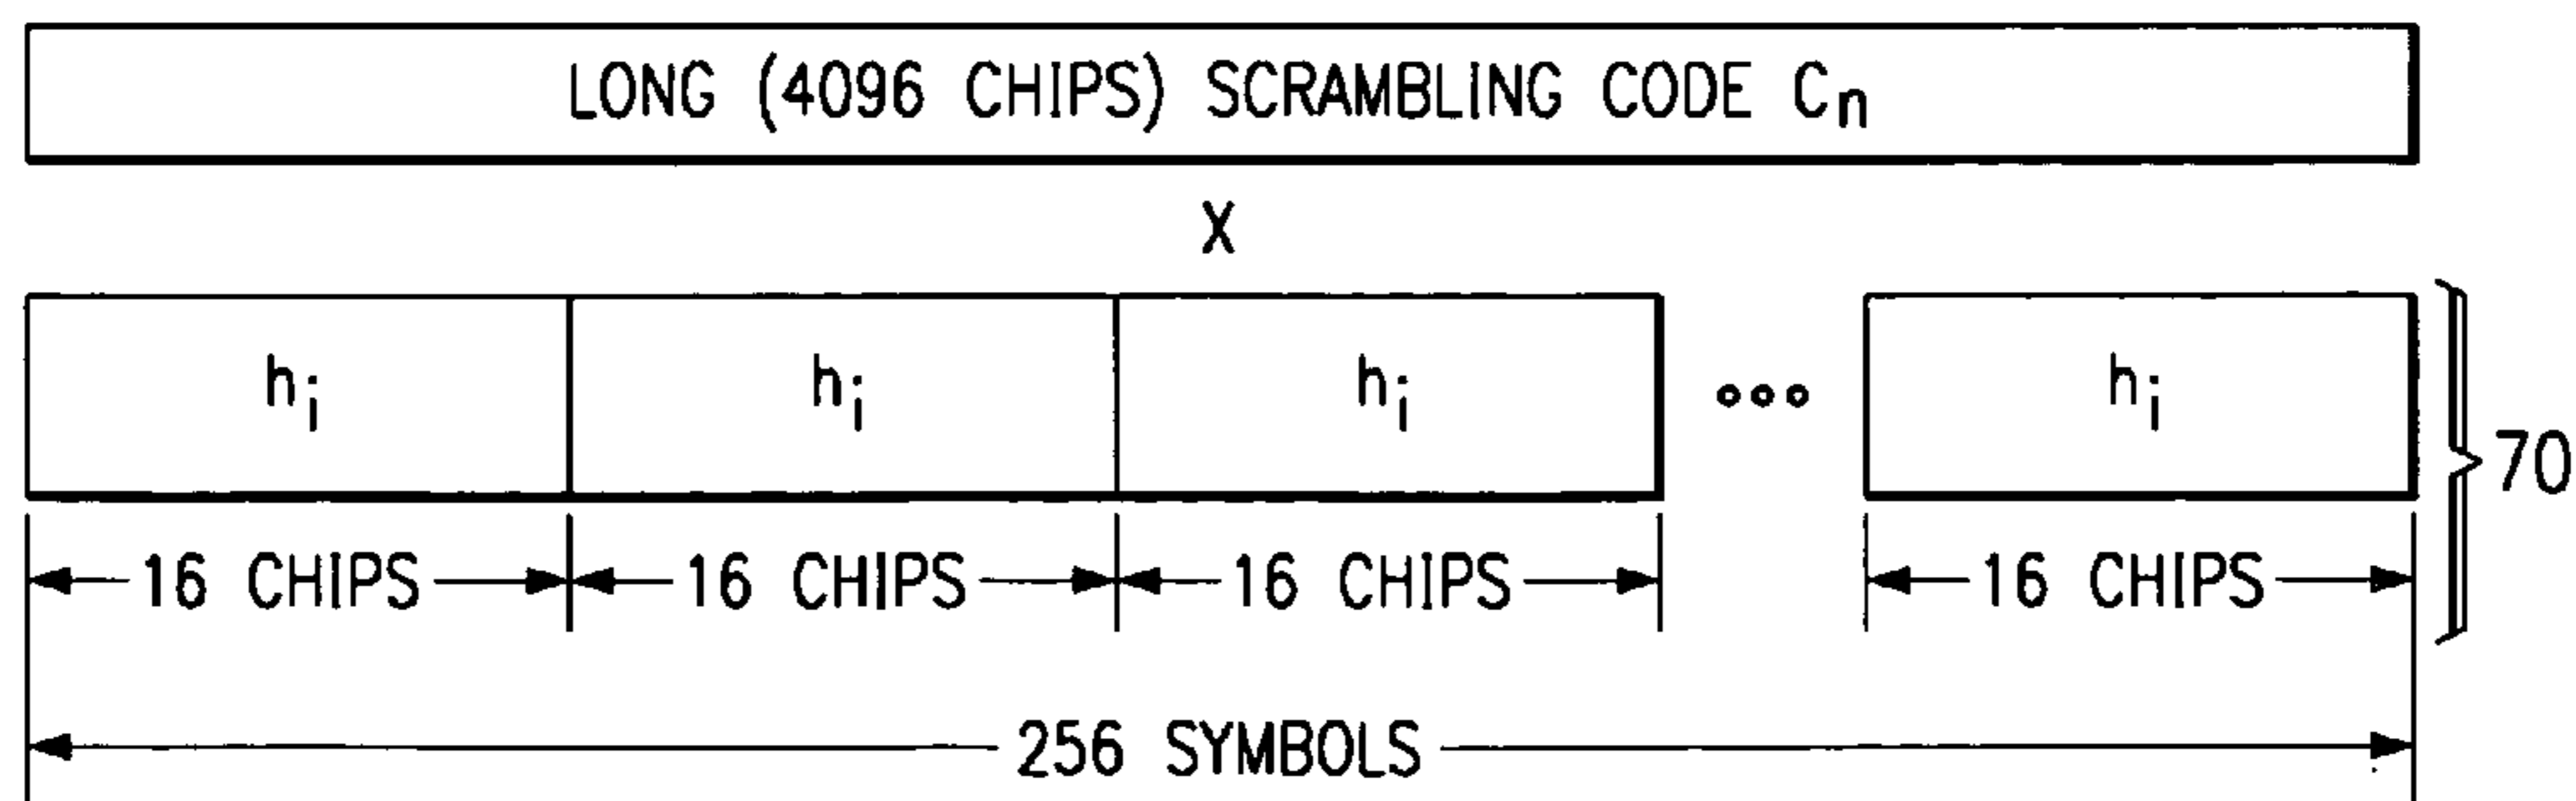 LONG (4096 CHIPS) SCRAMBLING CODE Cn
X
hi hi hi hi
70
16 CHIPS 16 CHIPS 16 CHIPS 16 CHIPS
256 SYMBOLS